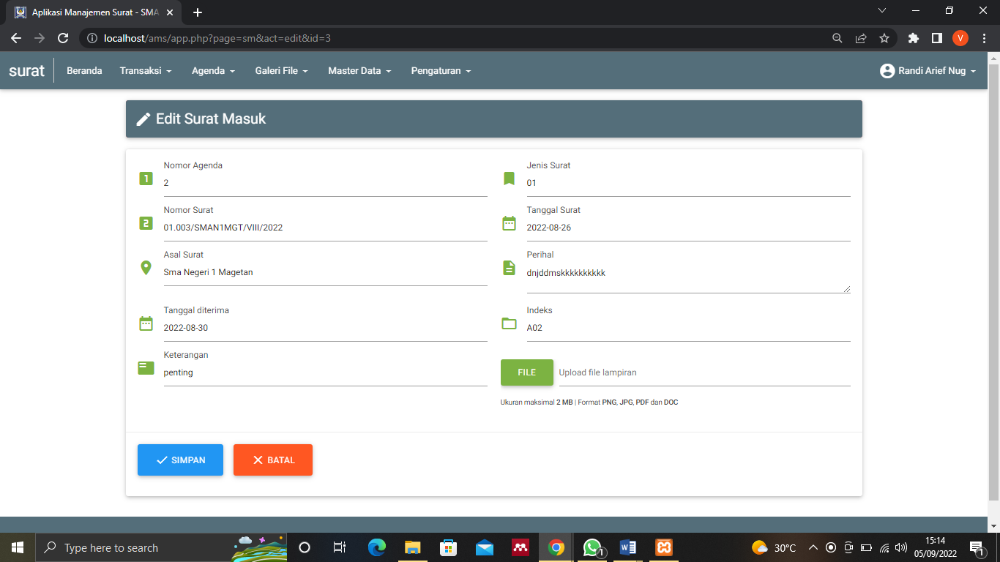 Aplikasi Manajemen Surat - SMA
localhost/ams/app.php?page=sm&act=edit&id=3
V
surat
Beranda
Transaksi
Agenda
Galeri File
Master Data
Pengaturan
Randi Arief Nug
Edit Surat Masuk
1
Nomor Agenda
2
Jenis Surat
01
2
Nomor Surat
01.003/SMAN1MGT/VIII/2022
Tanggal Surat
2022-08-26
Asal Surat
Sma Negeri 1 Magetan
Perihal
dnjddmskkkkkkkkkk
Tanggal diterima
2022-08-30
Indeks
A02
Keterangan
penting
FILE
Upload file lampiran
Ukuran maksimal 2 MB | Format PNG, JPG, PDF dan DOC
SIMPAN
BATAL
Type here to search
1
30°C
15:14
05/09/2022
1